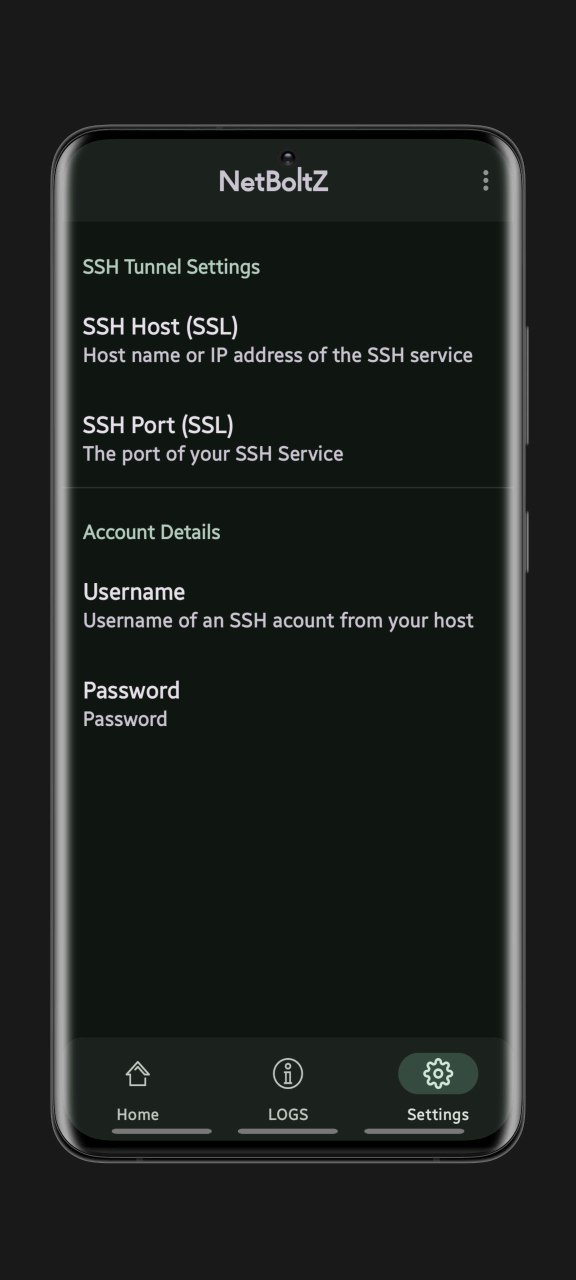 NetBoltZ
SSH Tunnel Settings
SSH Host (SSL)
Host name or IP address of the SSH service
SSH Port (SSL)
The port of your SSH Service
Account Details
Username
Username of an SSH acount from your host
Password
Password
Home
LOGS
Settings